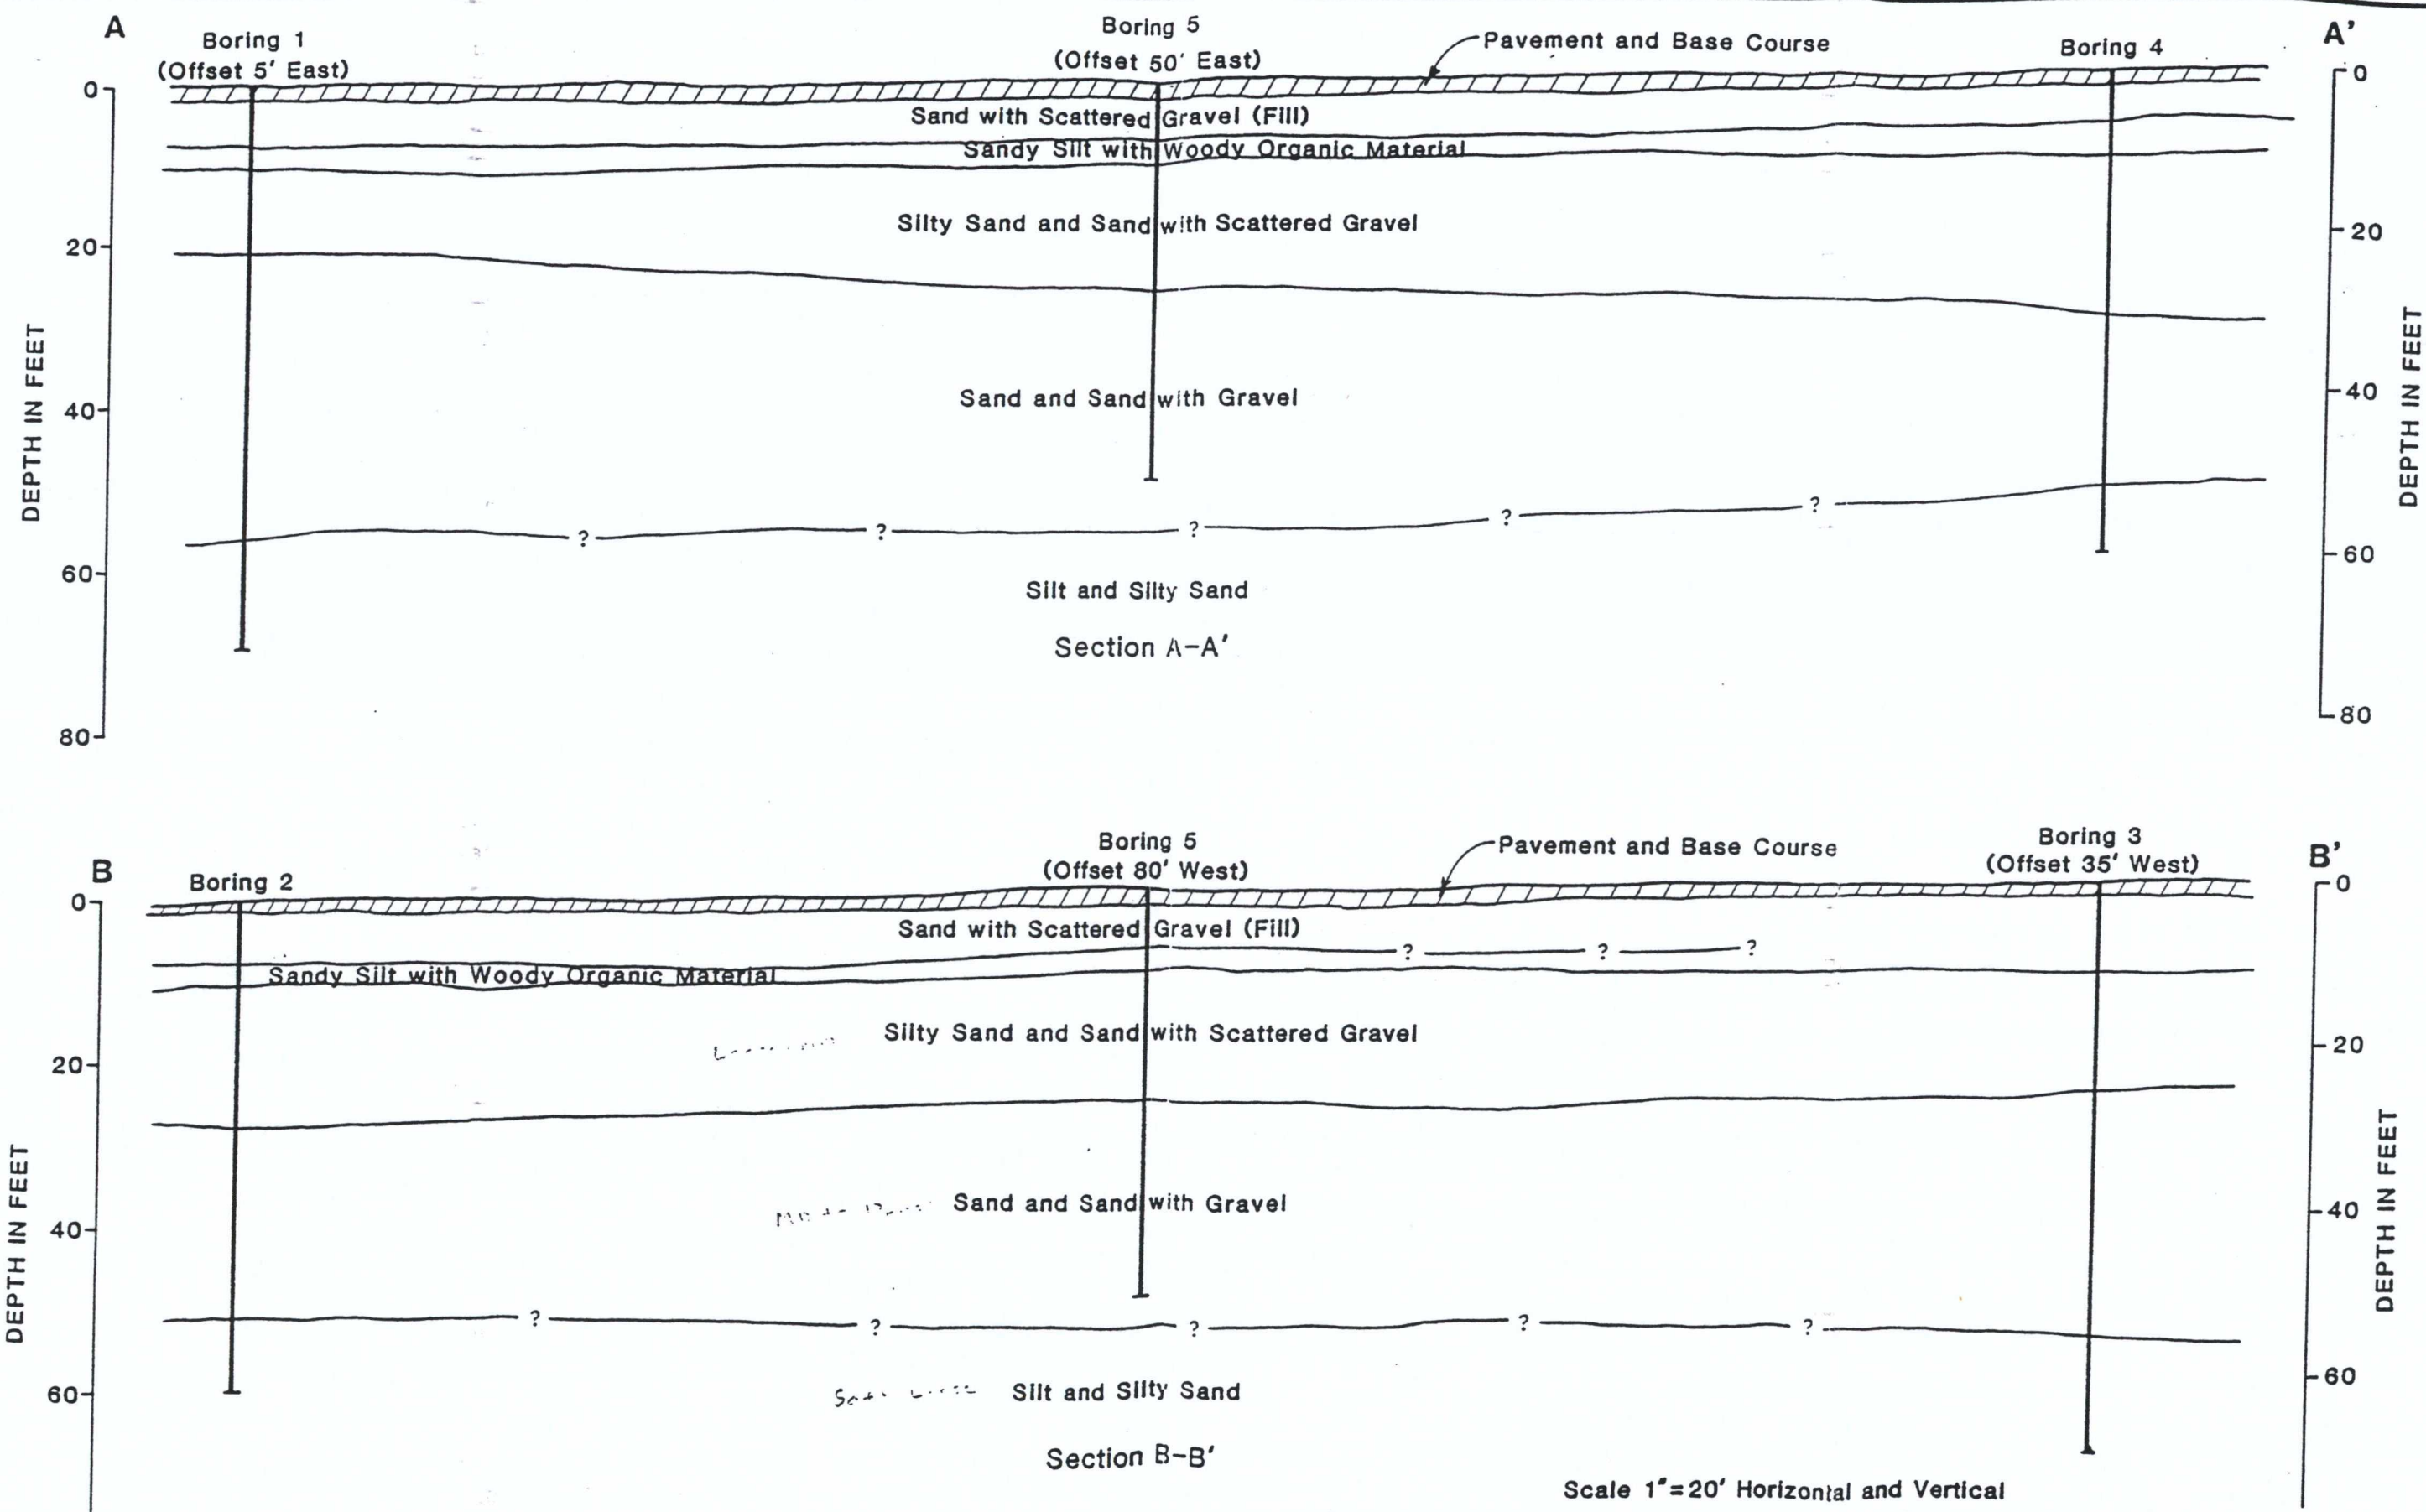 A
Boring 1
(Offset 5' East)
Boring 5
(Offset 50' East)
Pavement and Base Course
Boring 4
A'
0
0
Sand with Scattered Gravel (Fill)
Sandy Silt with Woody Organic Material
Silty Sand and Sand with Scattered Gravel
20
20
DEPTH IN FEET
DEPTH IN FEET
Sand and Sand with Gravel
40
40
? ? ? ? ?
60
60
Silt and Silty Sand
Section A-A'
80
80
B
Boring 2
Boring 5
(Offset 80' West)
Pavement and Base Course
Boring 3
(Offset 35' West)
B'
0
0
Sand with Scattered Gravel (Fill)
? ? ?
Sandy Silt with Woody Organic Material
Silty Sand and Sand with Scattered Gravel
20
20
DEPTH IN FEET
DEPTH IN FEET
Sand and Sand with Gravel
40
40
? ? ? ? ?
60
60
Silt and Silty Sand
Section B-B'
Scale 1"=20' Horizontal and Vertical